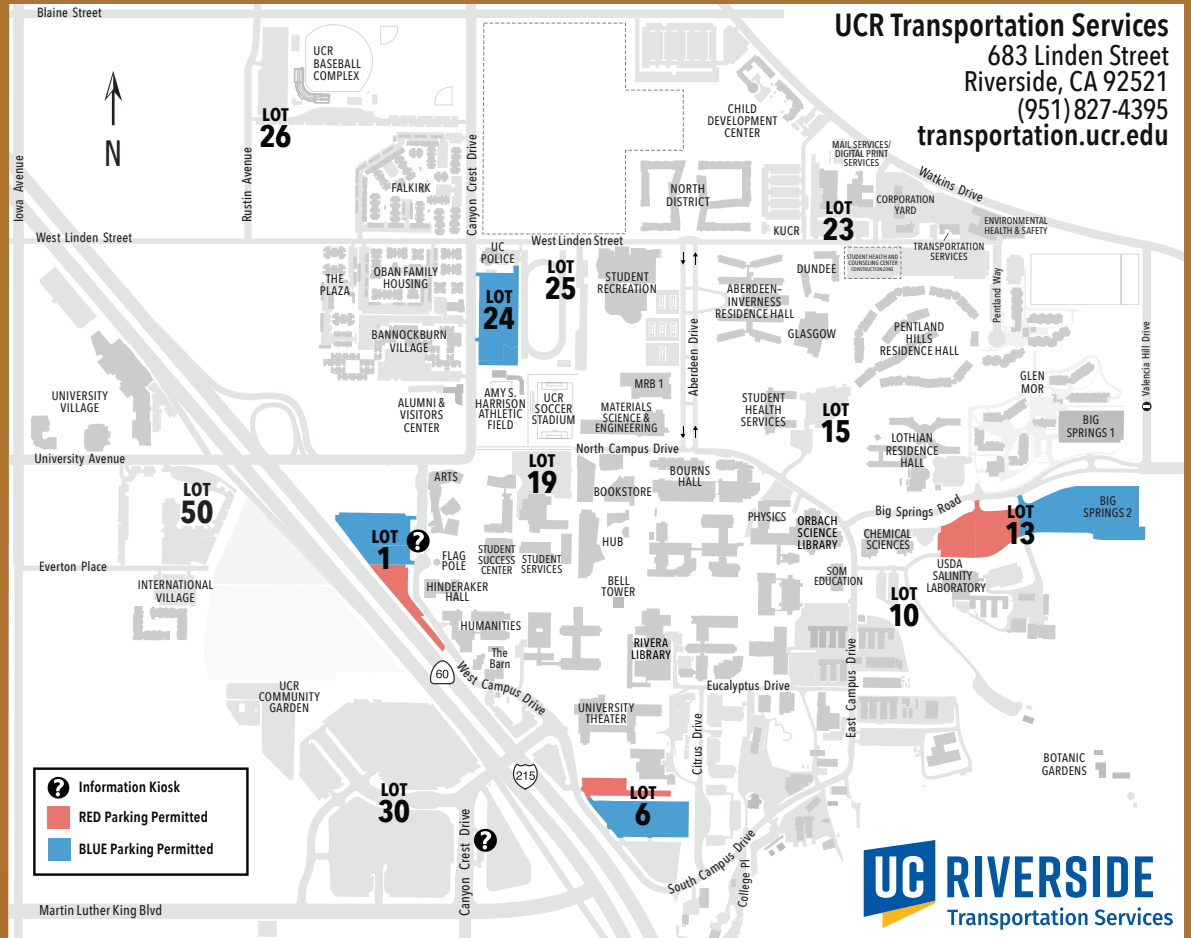 Blaine Street
UCR Transportation Services
683 Linden Street
Riverside, CA 92521
(951) 827-4395
transportation.ucr.edu
UCR
BASEBALL
COMPLEX
LOT
26
N
CHILD
DEVELOPMENT
CENTER
MAIL SERVICES/
DIGITAL PRINT
SERVICES
Watkins Drive
Iowa Avenue
Rustin Avenue
Canyon Crest Drive
FALKIRK
NORTH
DISTRICT
CORPORATION
YARD
LOT
23
KUCR
ENVIRONMENTAL
HEALTH & SAFETY
TRANSPORTATION
SERVICES
West Linden Street
West Linden Street
UC
POLICE
THE
PLAZA
OBAN FAMILY
HOUSING
LOT
24
LOT
25
STUDENT
RECREATION
DUNDEE
STUDENT HEALTH AND
COUNSELING CENTER
CONSTRUCTION ZONE
ABERDEEN–
INVERNESS
RESIDENCE HALL
GLASGOW
PENTLAND
HILLS
RESIDENCE HALL
Pentland Way
Valencia Hill Drive
BANNOCKBURN
VILLAGE
Aberdeen Drive
UNIVERSITY
VILLAGE
ALUMNI &
VISITORS
CENTER
AMY S.
HARRISON
ATHLETIC
FIELD
UCR
SOCCER
STADIUM
MRB 1
MATERIALS
SCIENCE &
ENGINEERING
STUDENT
HEALTH
SERVICES
LOT
15
GLEN
MOR
BIG
SPRINGS 1
LOTHIAN
RESIDENCE
HALL
University Avenue
North Campus Drive
LOT
50
ARTS
LOT
19
BOOKSTORE
BOURNS
HALL
Big Springs Road
BIG
SPRINGS 2
LOT
13
LOT
1
?
FLAG
POLE
STUDENT
SUCCESS
CENTER
STUDENT
SERVICES
HUB
PHYSICS
ORBACH
SCIENCE
LIBRARY
CHEMICAL
SCIENCES
Everton Place
INTERNATIONAL
VILLAGE
HINDERAKER
HALL
BELL
TOWER
SOM
EDUCATION
USDA
SALINITY
LABORATORY
LOT
10
HUMANITIES
The
Barn
RIVERA
LIBRARY
60
West Campus Drive
UCR
COMMUNITY
GARDEN
UNIVERSITY
THEATER
Eucalyptus Drive
East Campus Drive
Citrus Drive
BOTANIC
GARDENS
215
LOT
30
LOT
6
Canyon Crest Drive
?
South Campus Drive
College Pl
? Information Kiosk
RED Parking Permitted
BLUE Parking Permitted
Martin Luther King Blvd
UC RIVERSIDE
Transportation Services